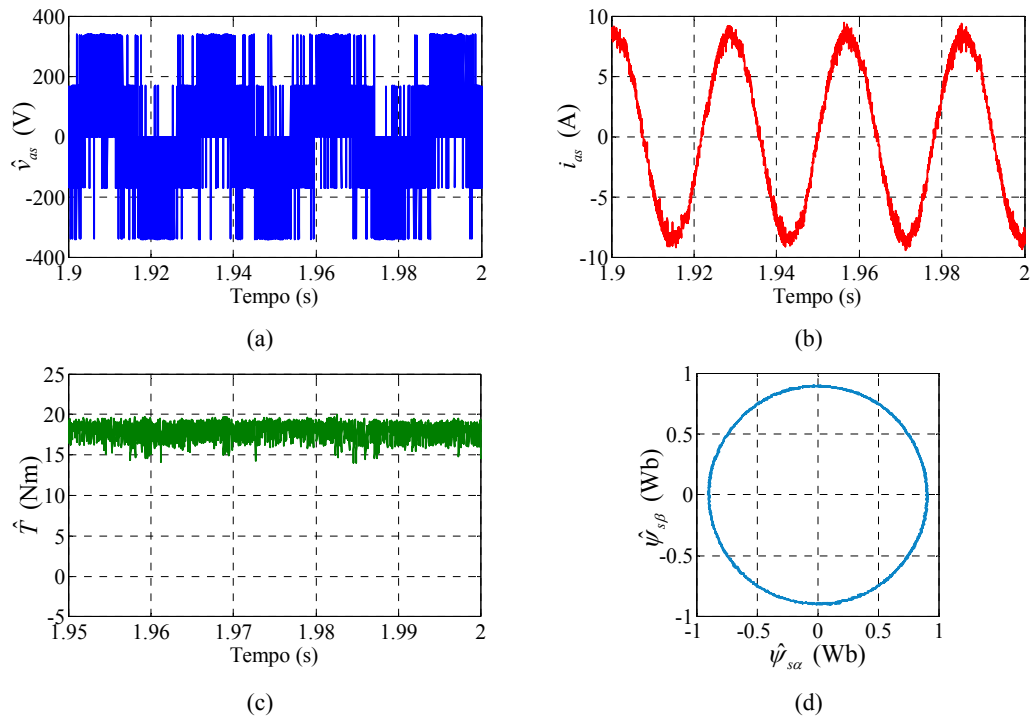 400
200
0
-200
-400
v̂as (V)
1.9 1.92 1.94 1.96 1.98 2
Tempo (s)
(a)
10
5
0
-5
-10
ias (A)
1.9 1.92 1.94 1.96 1.98 2
Tempo (s)
(b)
25
20
15
10
5
0
-5
T̂ (Nm)
1.95 1.96 1.97 1.98 1.99 2
Tempo (s)
(c)
1
0.5
0
-0.5
-1
ψ̂sβ (Wb)
-1 -0.5 0 0.5 1
ψ̂sα (Wb)
(d)